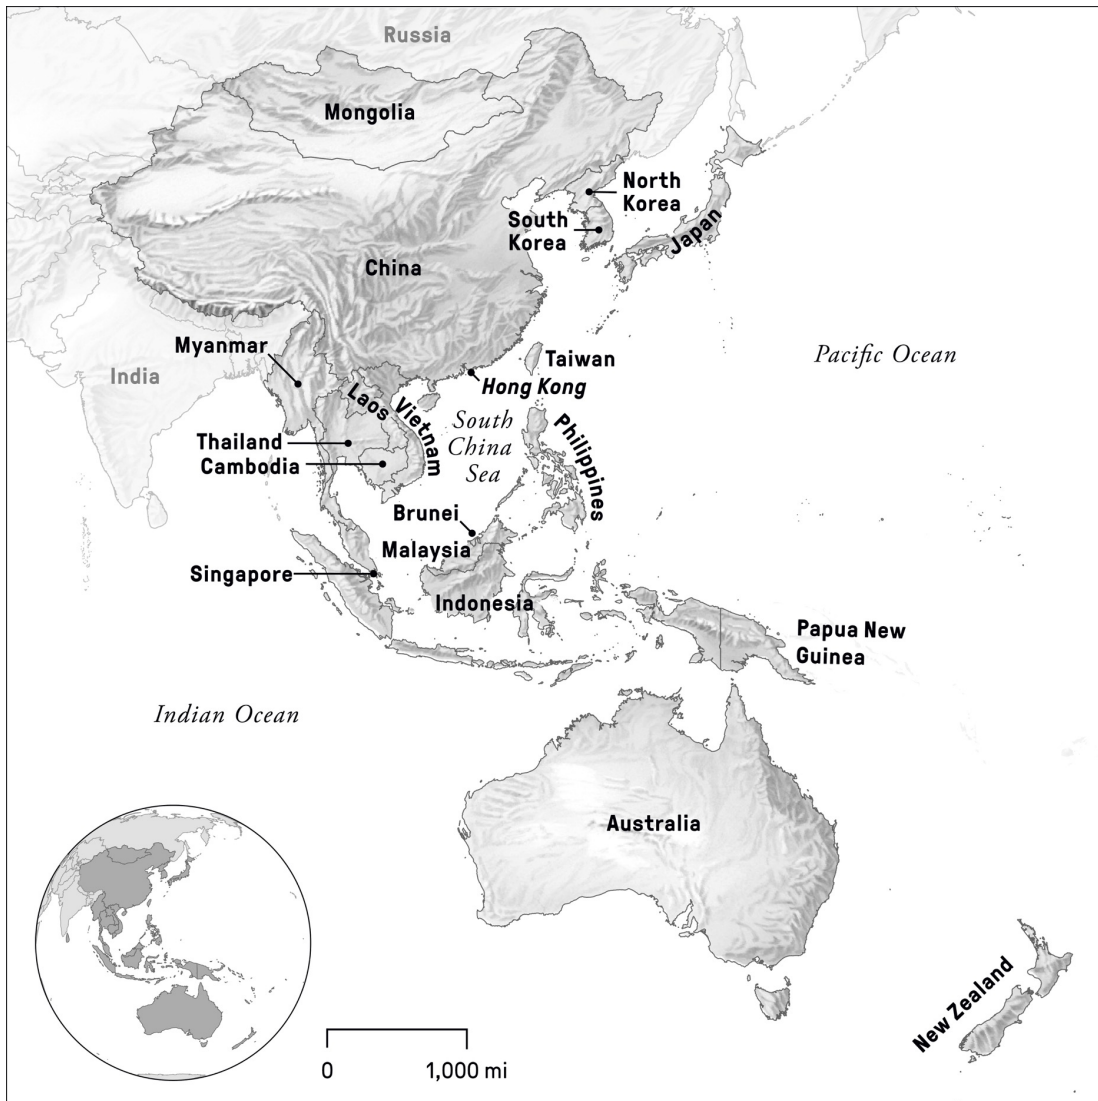 Russia
Mongolia
North
Korea
South
Korea
Japan
China
Myanmar
India
Taiwan
Hong Kong
Pacific Ocean
Laos
Vietnam
South
China
Sea
Philippines
Thailand
Cambodia
Brunei
Malaysia
Singapore
Indonesia
Papua New
Guinea
Indian Ocean
Australia
New Zealand
0
1,000 mi